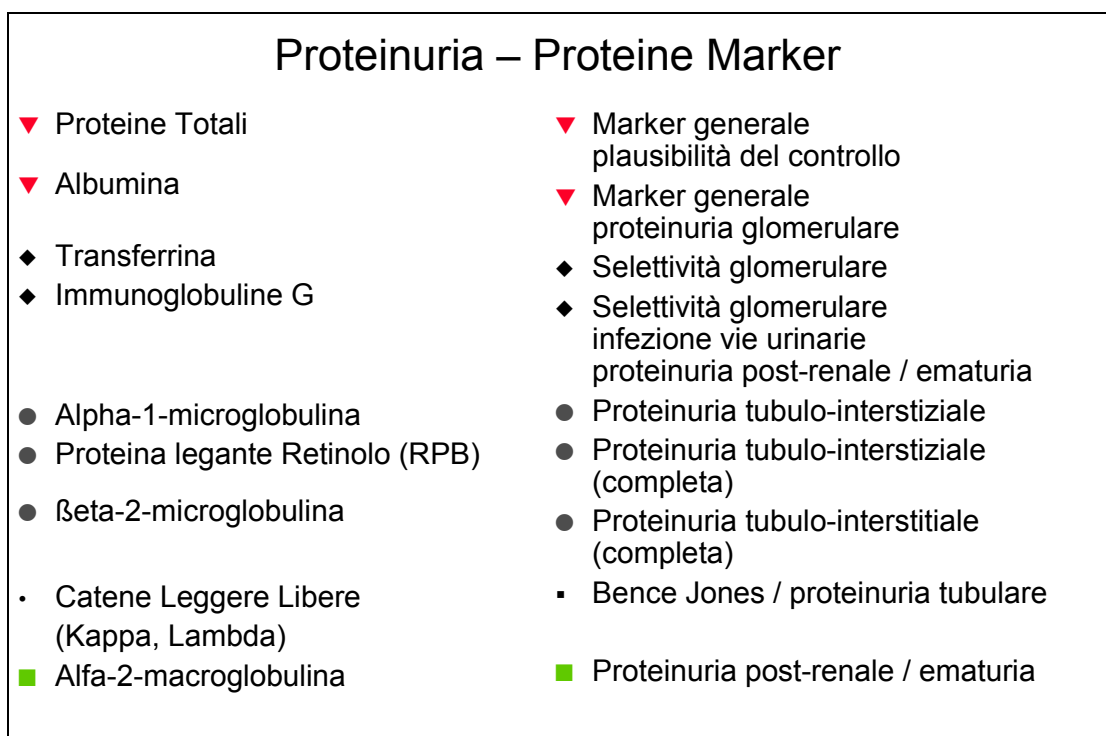 Proteinuria – Proteine Marker
Proteine Totali
Albumina
Transferrina
Immunoglobuline G
Alpha-1-microglobulina
Proteina legante Retinolo (RPB)
ßeta-2-microglobulina
Catene Leggere Libere
(Kappa, Lambda)
Alfa-2-macroglobulina
Marker generale
plausibilità del controllo
Marker generale
proteinuria glomerulare
Selettività glomerulare
Selettività glomerulare
infezione vie urinarie
proteinuria post-renale / ematuria
Proteinuria tubulo-interstiziale
Proteinuria tubulo-interstiziale
(completa)
Proteinuria tubulo-interstitiale
(completa)
Bence Jones / proteinuria tubulare
Proteinuria post-renale / ematuria